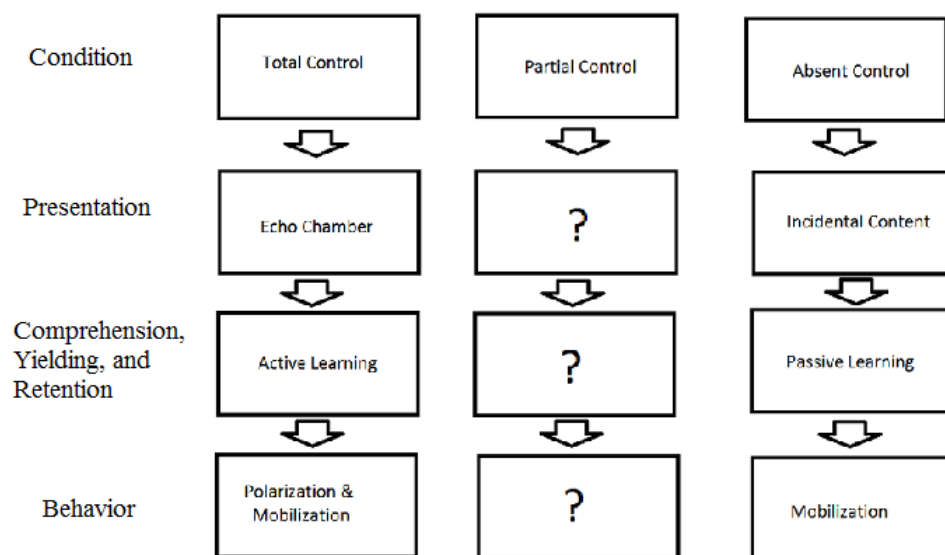 Condition
Total Control
Partial Control
Absent Control
Presentation
Echo Chamber
?
Incidental Content
Comprehension,
Yielding, and
Retention
Active Learning
?
Passive Learning
Behavior
Polarization &
Mobilization
?
Mobilization